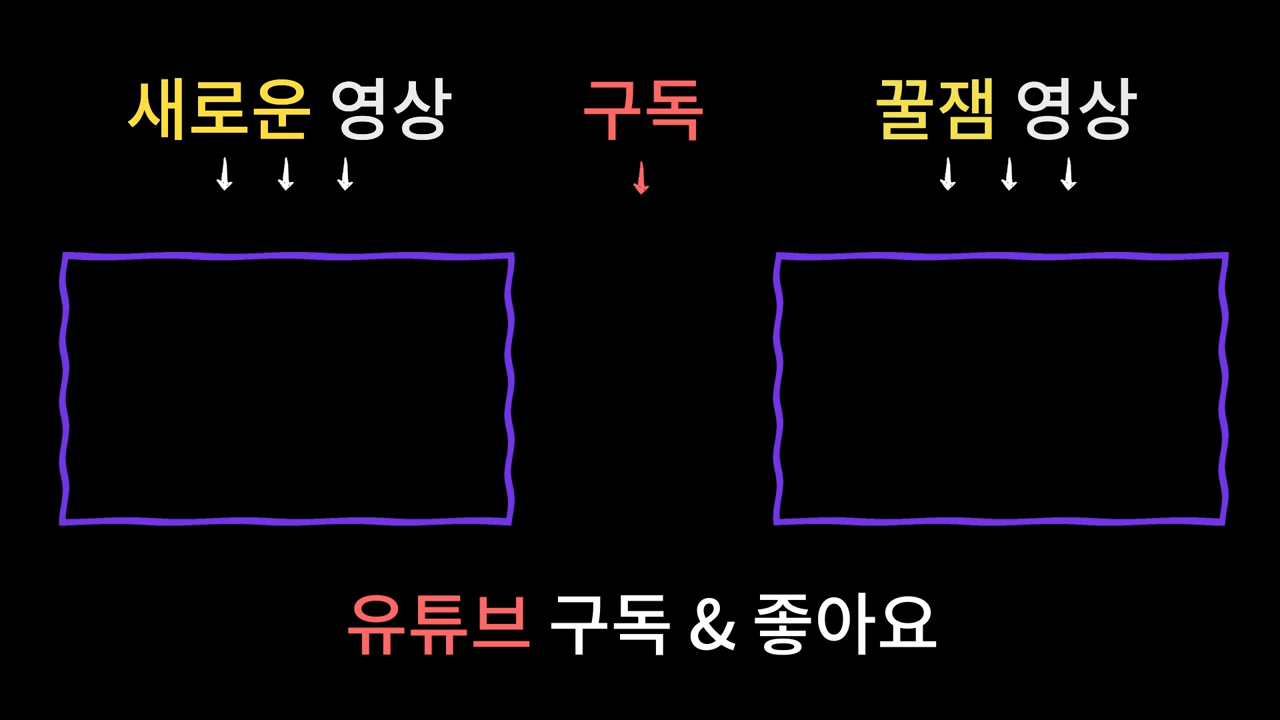 새로운 영상
구독
꿀잼 영상
유튜브 구독 & 좋아요